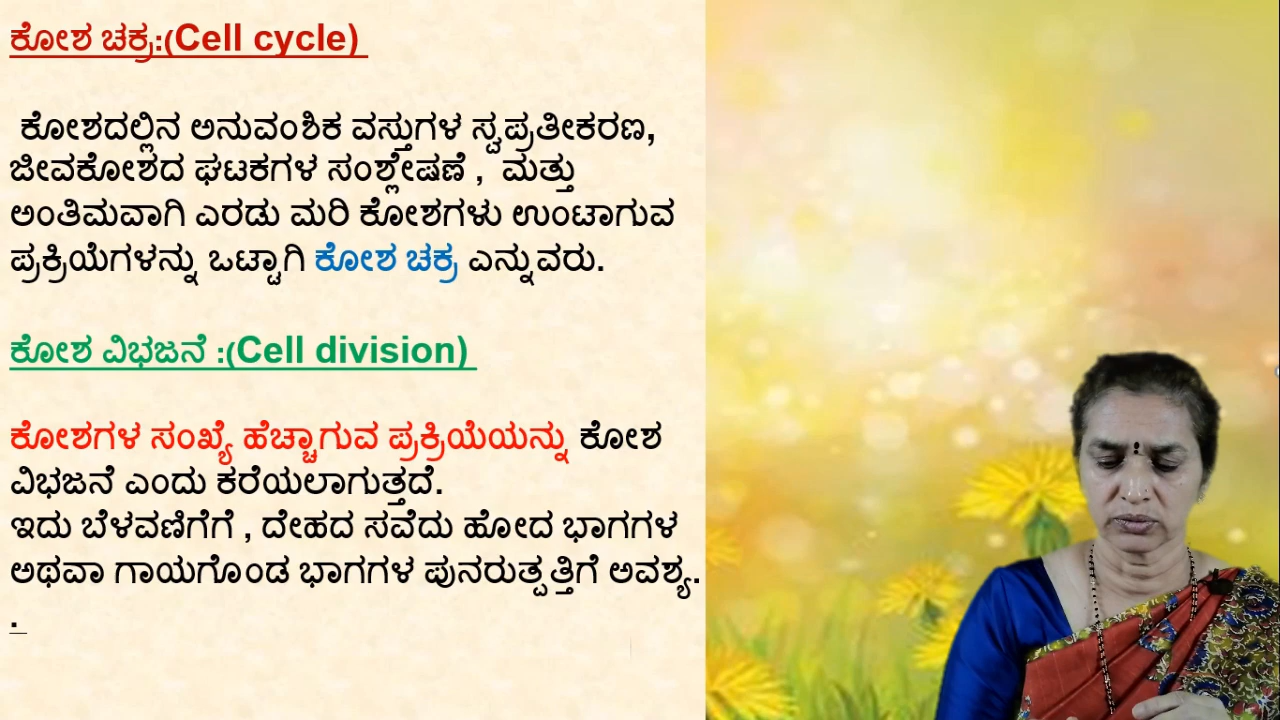 ಕೋಶ ಚಕ್ರ:(Cell cycle)
ಕೋಶದಲ್ಲಿನ ಅನುವಂಶಿಕ ವಸ್ತುಗಳ ಸ್ವಪ್ರತೀಕರಣ,
ಜೀವಕೋಶದ ಘಟಕಗಳ ಸಂಶ್ಲೇಷಣೆ , ಮತ್ತು
ಅಂತಿಮವಾಗಿ ಎರಡು ಮರಿ ಕೋಶಗಳು ಉಂಟಾಗುವ
ಪ್ರಕ್ರಿಯೆಗಳನ್ನು ಒಟ್ಟಾಗಿ ಕೋಶ ಚಕ್ರ ಎನ್ನುವರು.
ಕೋಶ ವಿಭಜನೆ :(Cell division)
ಕೋಶಗಳ ಸಂಖ್ಯೆ ಹೆಚ್ಚಾಗುವ ಪ್ರಕ್ರಿಯೆಯನ್ನು ಕೋಶ
ವಿಭಜನೆ ಎಂದು ಕರೆಯಲಾಗುತ್ತದೆ.
ಇದು ಬೆಳವಣಿಗೆಗೆ , ದೇಹದ ಸವೆದು ಹೋದ ಭಾಗಗಳ
ಅಥವಾ ಗಾಯಗೊಂಡ ಭಾಗಗಳ ಪುನರುತ್ಪತ್ತಿಗೆ ಅವಶ್ಯ.
.